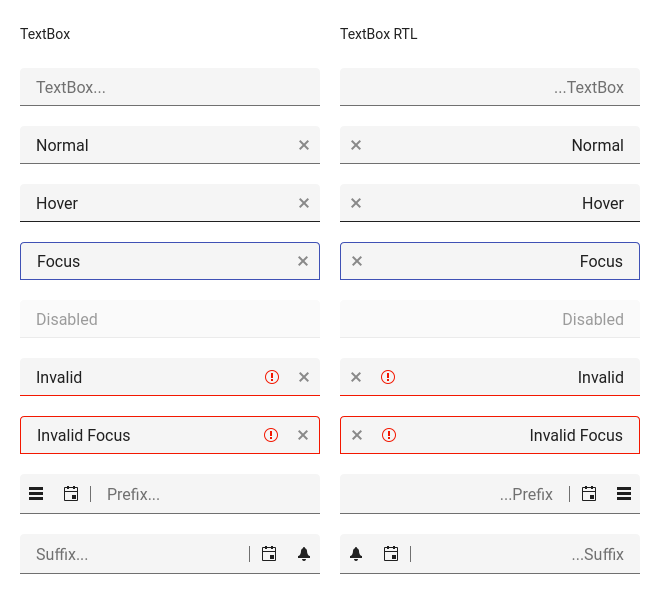 TextBox
TextBox RTL
TextBox...
...TextBox
Normal
Normal
Hover
Hover
Focus
Focus
Disabled
Disabled
Invalid
Invalid
Invalid Focus
Invalid Focus
Prefix...
...Prefix
Suffix...
...Suffix